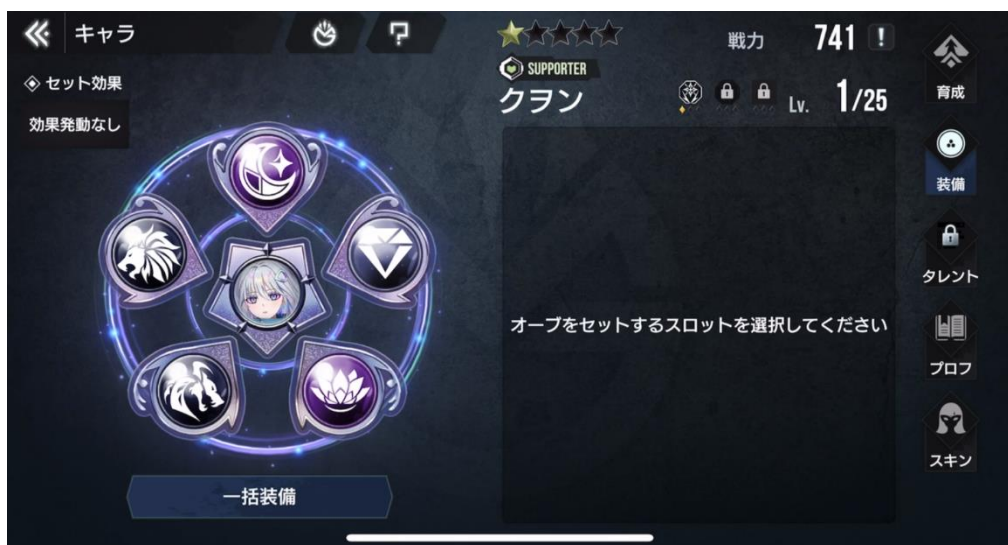 キャラ
戦力 741 !
SUPPORTER
クヲン
Lv. 1/25
セット効果
効果発動なし
オーブをセットするスロットを選択してください
一括装備
育成
装備
タレント
プロフ
スキン